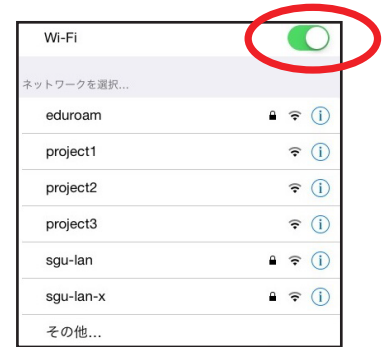 Wi-Fi
ネットワークを選択...
eduroam
project1
project2
project3
sgu-lan
sgu-lan-x
その他...